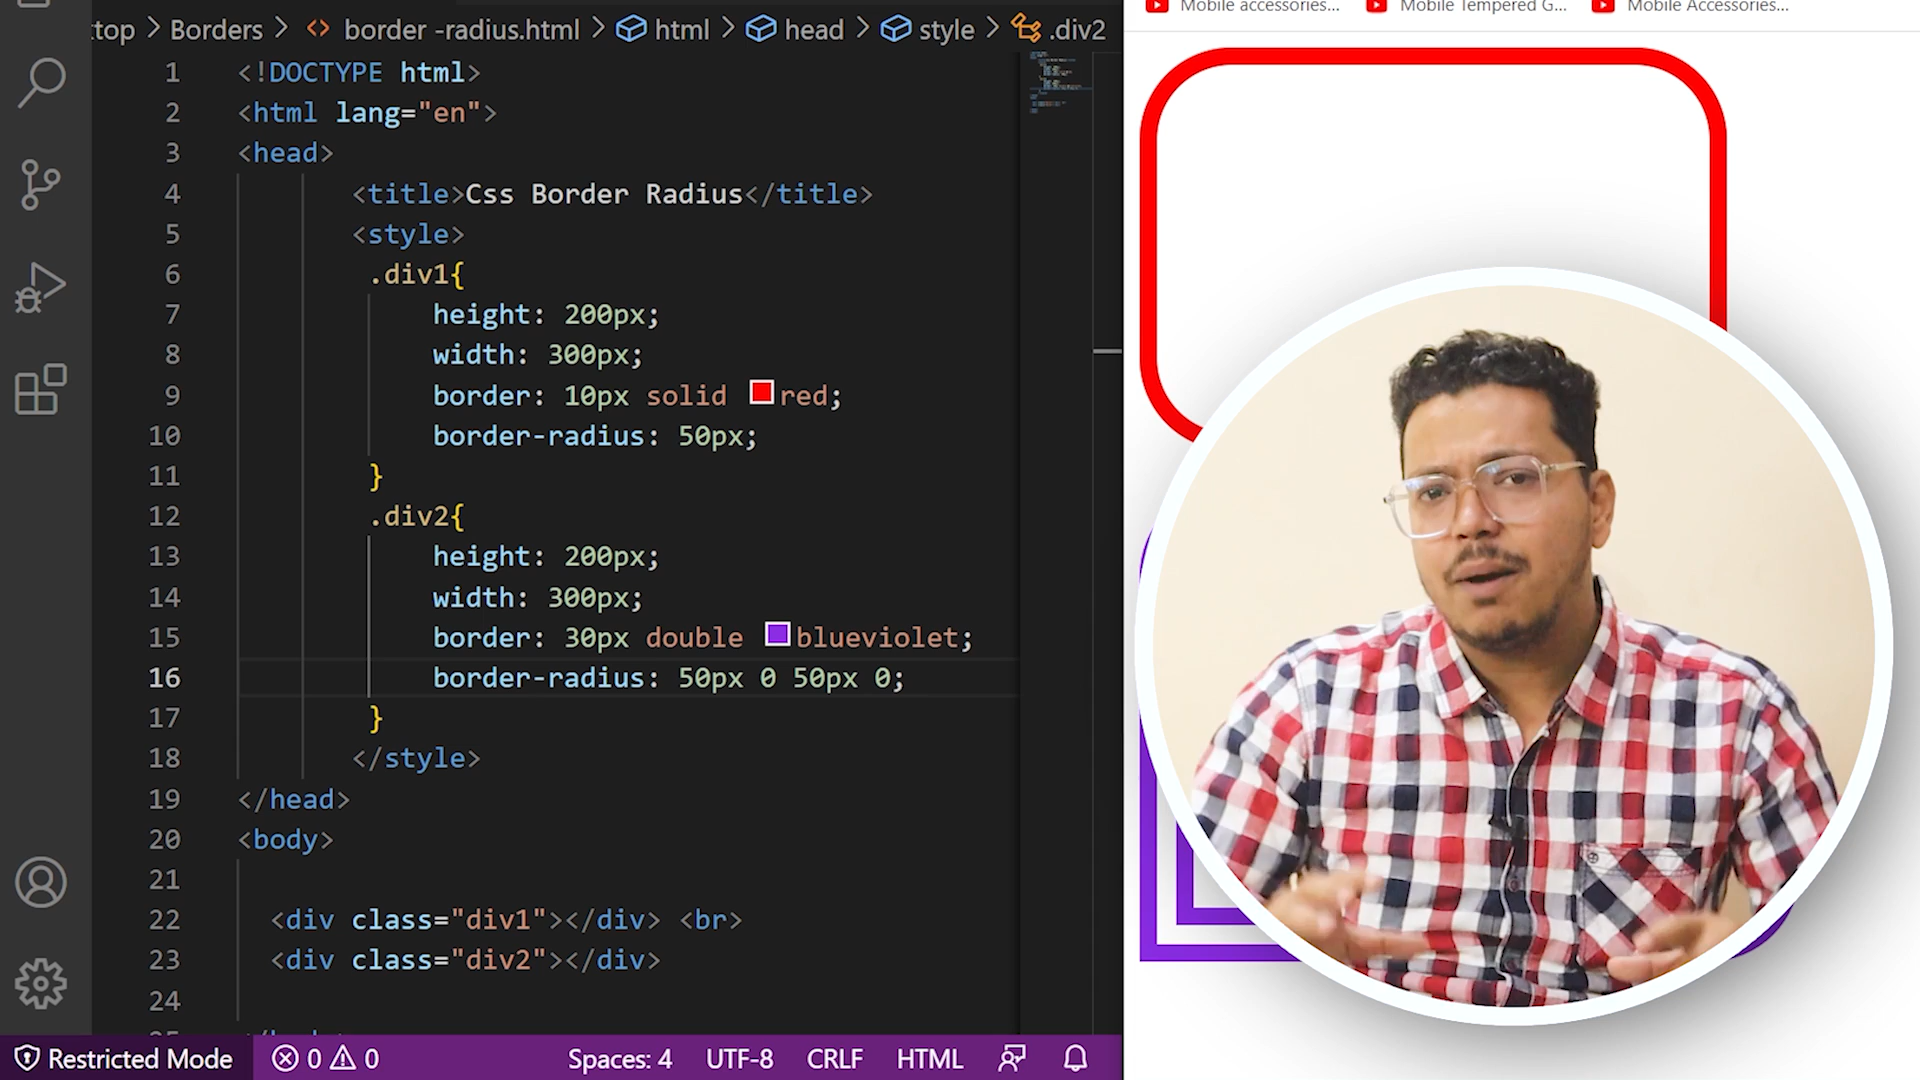 Mobile accessories...
Mobile Tempered G...
Mobile Accessories...
top > Borders > <> border -radius.html > html > head > style > .div2
1 <!DOCTYPE html>
2 <html lang="en">
3 <head>
4 <title>Css Border Radius</title>
5 <style>
6 .div1{
7 height: 200px;
8 width: 300px;
9 border: 10px solid red;
10 border-radius: 50px;
11 }
12 .div2{
13 height: 200px;
14 width: 300px;
15 border: 30px double blueviolet;
16 border-radius: 50px 0 50px 0;
17 }
18 </style>
19 </head>
20 <body>
21
22 <div class="div1"></div> <br>
23 <div class="div2"></div>
24
Restricted Mode 0 0 Spaces: 4 UTF-8 CRLF HTML